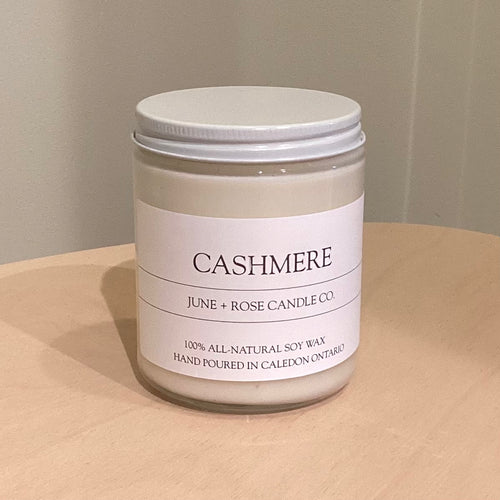 CASHMERE
JUNE + ROSE CANDLE CO.
100% ALL-NATURAL SOY WAX
HAND POURED IN CALEDON ONTARIO